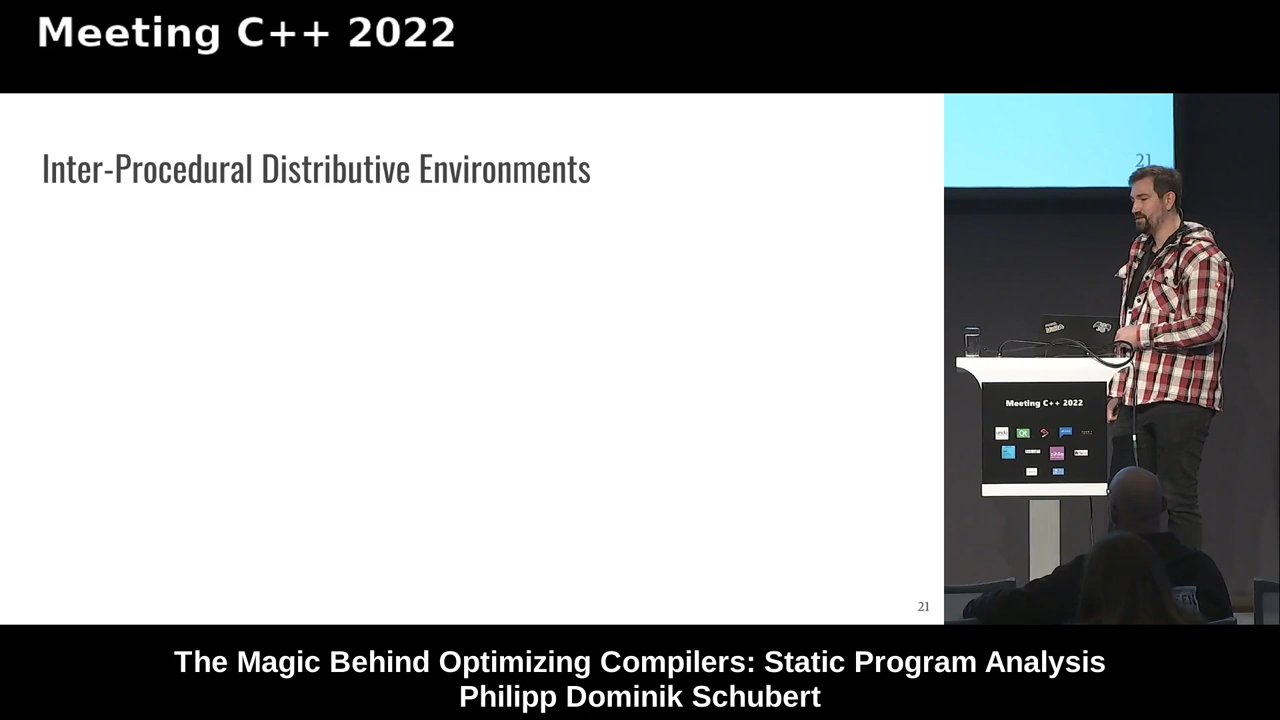 Meeting C++ 2022
Inter-Procedural Distributive Environments
21
21
Meeting C++ 2022
The Magic Behind Optimizing Compilers: Static Program Analysis
Philipp Dominik Schubert